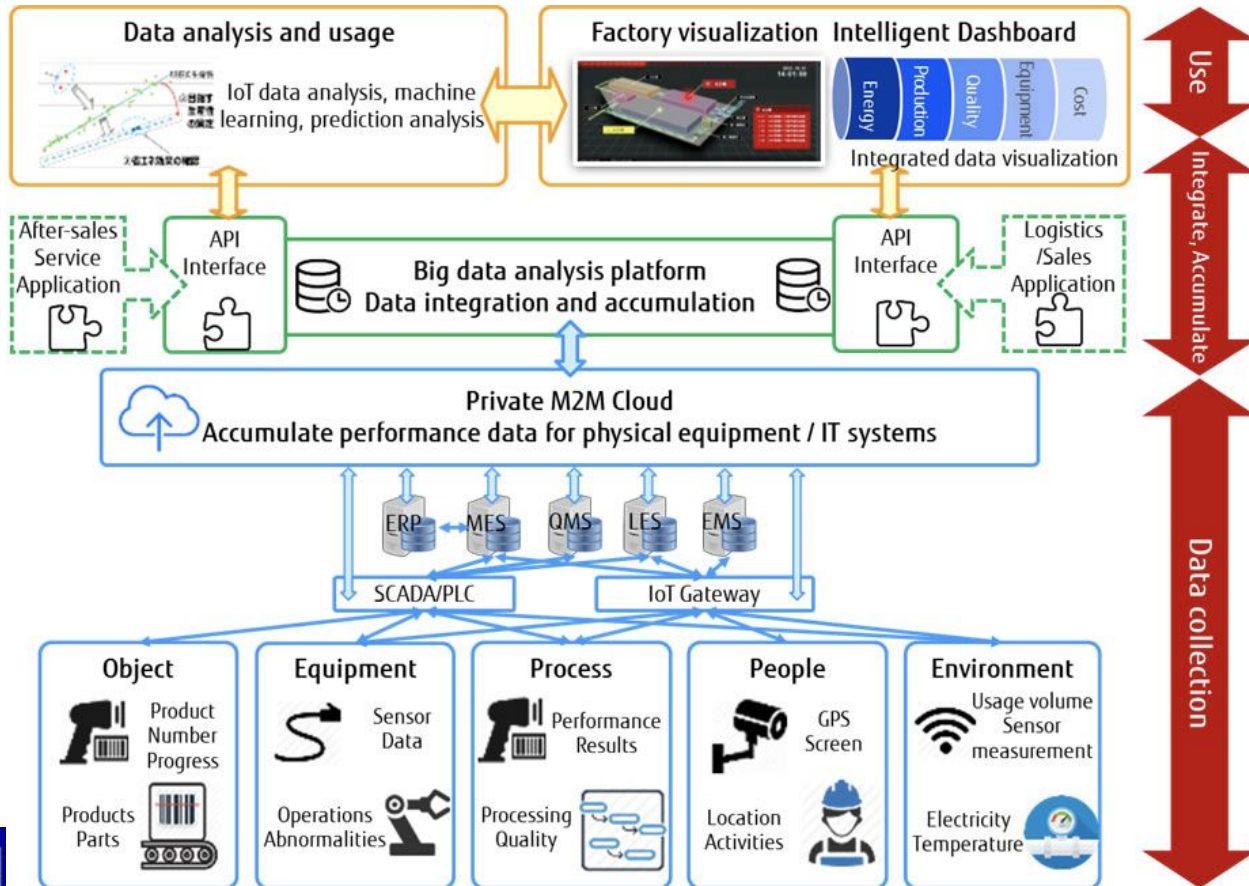 Data analysis and usage
IoT data analysis, machine
learning, prediction analysis
Factory visualization
Intelligent Dashboard
14:01:50
Energy
Production
Quality
Equipment
Cost
Integrated data visualization
Use
After-sales
Service
Application
API
Interface
Big data analysis platform
Data integration and accumulation
API
Interface
Logistics
/Sales
Application
Integrate, Accumulate
Private M2M Cloud
Accumulate performance data for physical equipment / IT systems
ERP
MES
QMS
LES
EMS
SCADA/PLC
IoT Gateway
Data collection
Object
Product
Number
Progress
Products
Parts
Equipment
Sensor
Data
Operations
Abnormalities
Process
Performance
Results
Processing
Quality
People
GPS
Screen
Location
Activities
Environment
Usage volume
Sensor
measurement
Electricity
Temperature